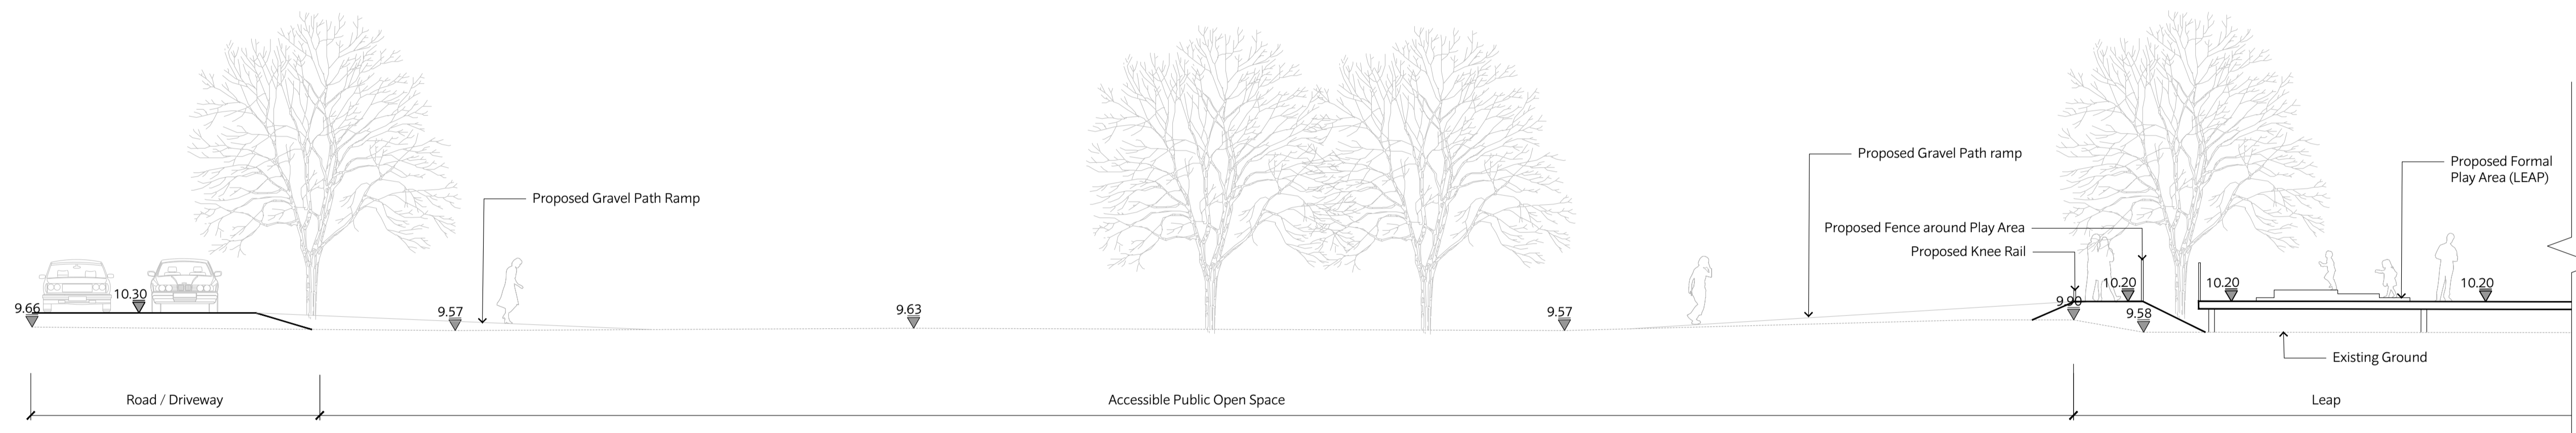 Proposed Gravel Path ramp
Proposed Formal
Play Area (LEAP)
Proposed Gravel Path Ramp
Proposed Fence around Play Area
Proposed Knee Rail
9.66
10.30
9.57
9.63
9.57
9.90
10.20
9.58
10.20
10.20
Existing Ground
Road / Driveway
Accessible Public Open Space
Leap